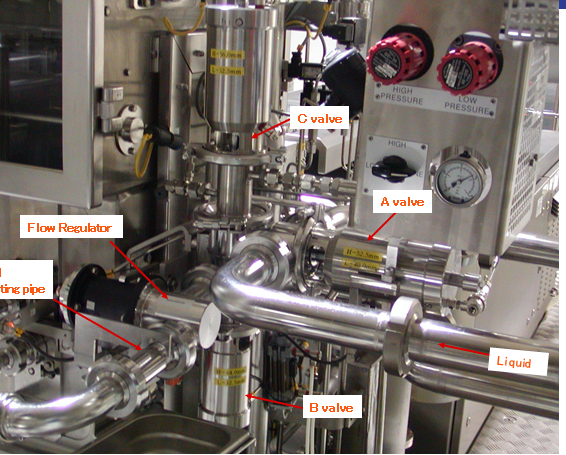 HIGH
PRESSURE
LOW
PRESSURE
C valve
HIGH
A valve
Flow Regulator
ting pipe
Liquid
B valve